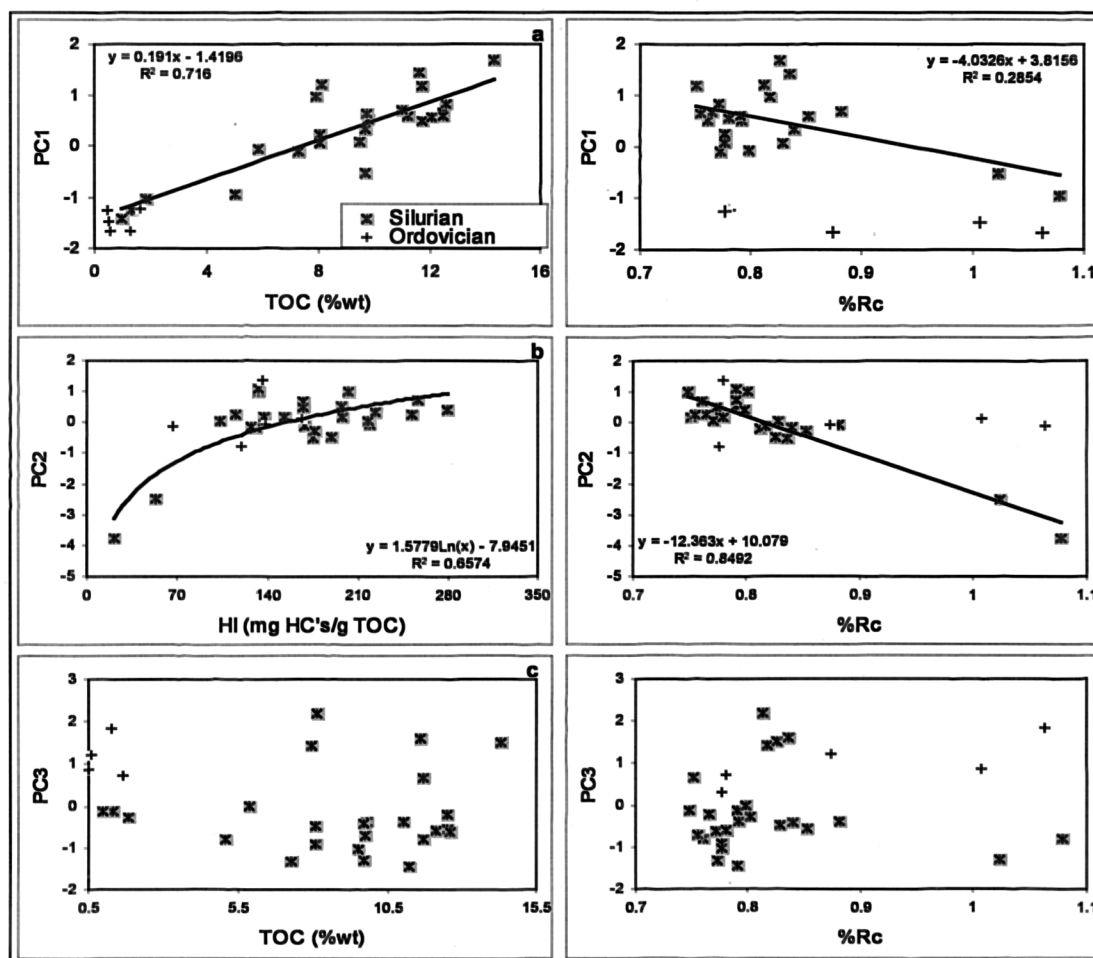 a
y = 0.191x - 1.4196
R² = 0.716
PC1
2
1
0
-1
-2
Silurian
Ordovician
0 4 8 12 16
TOC (%wt)
y = -4.0326x + 3.8156
R² = 0.2854
PC1
2
1
0
-1
-2
0.7 0.8 0.9 1 1.1
%Rc
b
PC2
2
1
0
-1
-2
-3
-4
-5
y = 1.5779Ln(x) - 7.9451
R² = 0.6574
0 70 140 210 280 350
HI (mg HC's/g TOC)
PC2
2
1
0
-1
-2
-3
-4
-5
y = -12.363x + 10.079
R² = 0.8492
0.7 0.8 0.9 1 1.1
%Rc
c
PC3
3
2
1
0
-1
-2
0.5 5.5 10.5 15.5
TOC (%wt)
PC3
3
2
1
0
-1
-2
0.7 0.8 0.9 1 1.1
%Rc